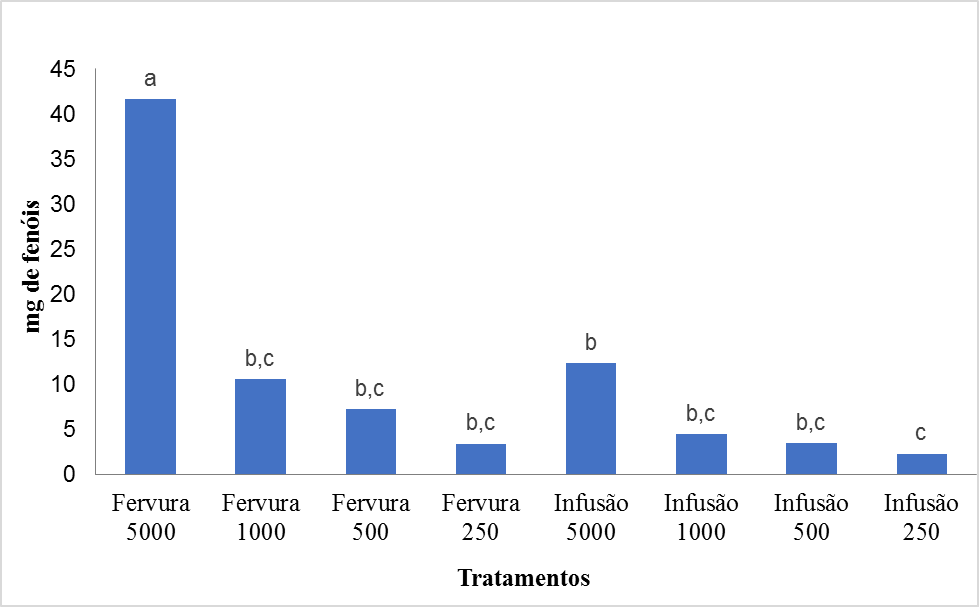 45
40
35
30
25
20
15
10
5
0
mg de fenóis
a
b,c
b,c
b,c
b
b,c
b,c
c
Fervura
5000
Fervura
1000
Fervura
500
Fervura
250
Infusão
5000
Infusão
1000
Infusão
500
Infusão
250
Tratamentos